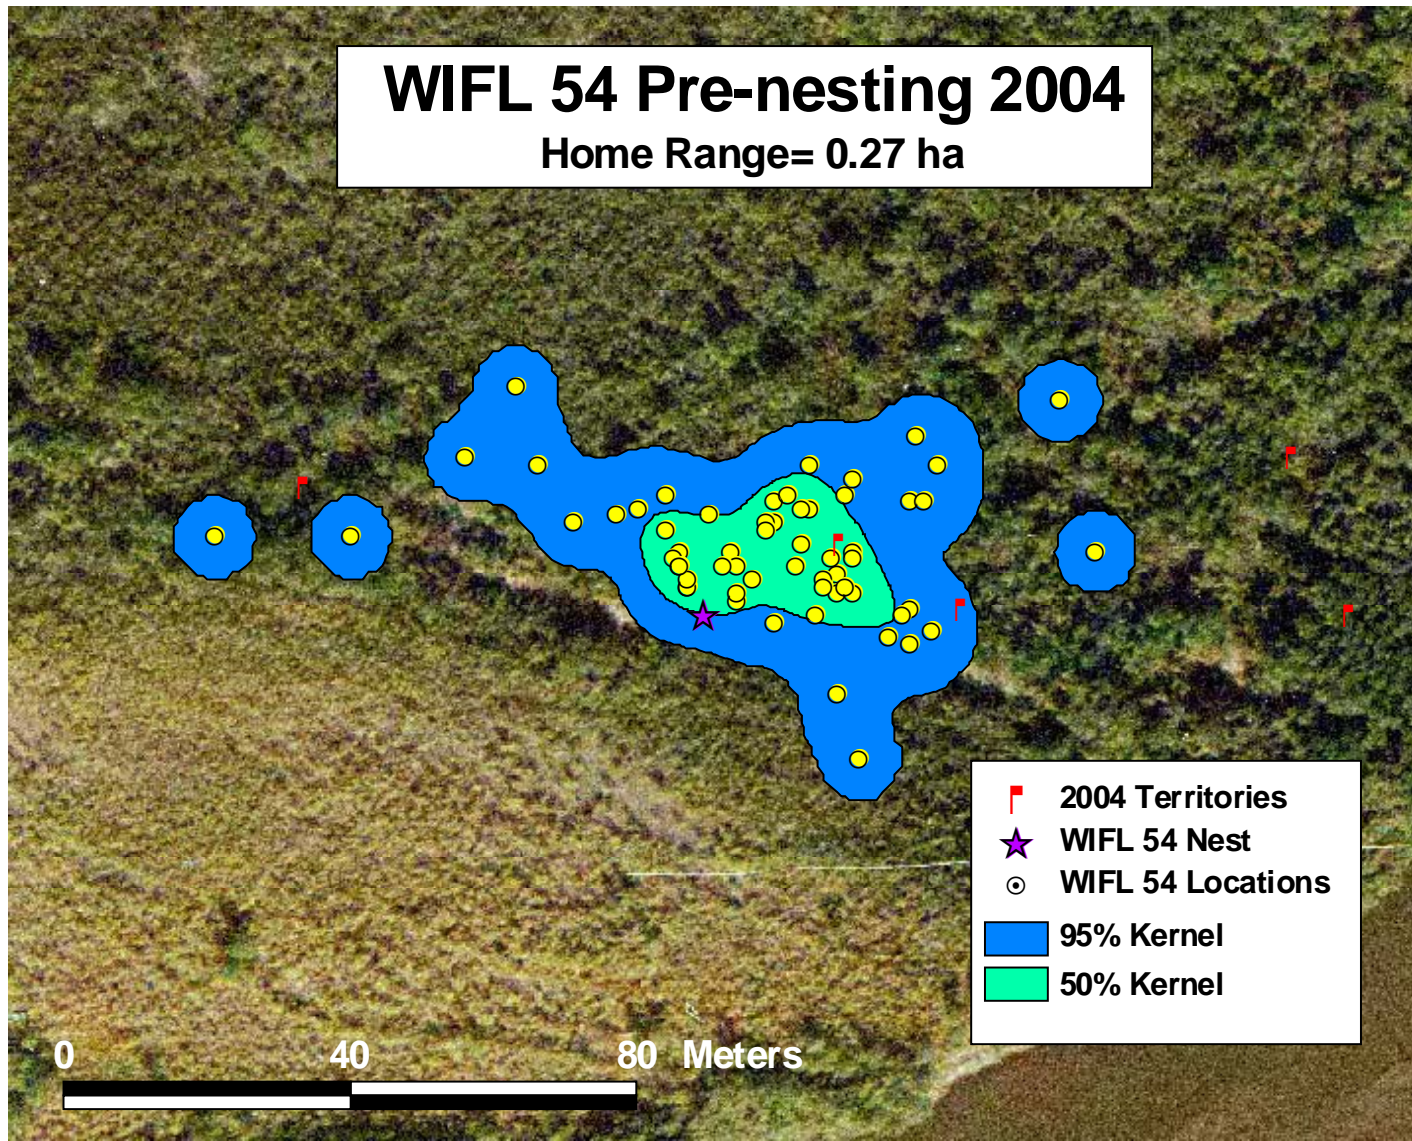 WIFL 54 Pre-nesting 2004
Home Range= 0.27 ha
2004 Territories
WIFL 54 Nest
WIFL 54 Locations
95% Kernel
50% Kernel
0 40 80 Meters